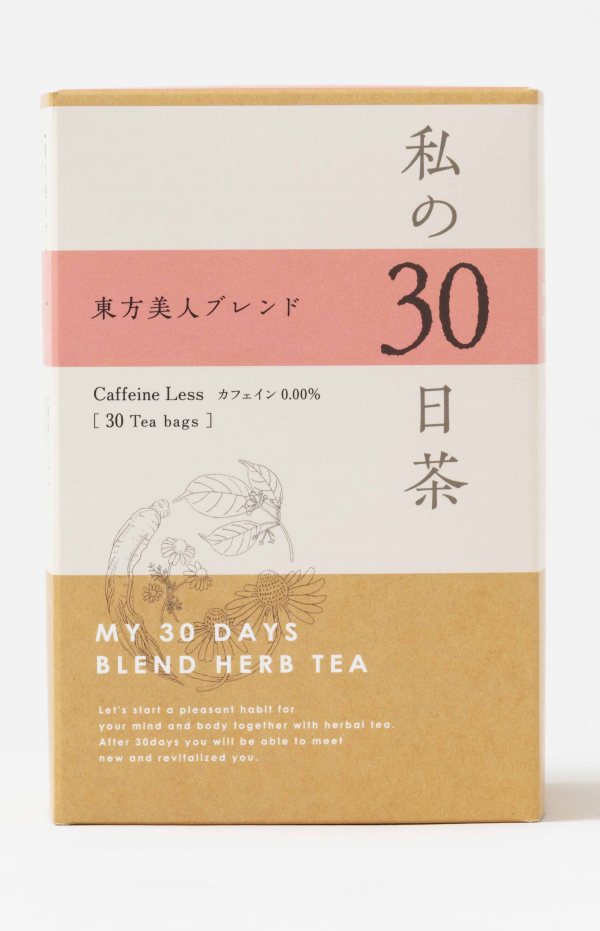 私の30日茶
東方美人ブレンド
Caffeine Less カフェイン 0.00%
[ 30 Tea bags ]
MY 30 DAYS
BLEND HERB TEA
Let's start a pleasant habit for
your mind and body together with herbal tea.
After 30days you will be able to meet
new and revitalized you.